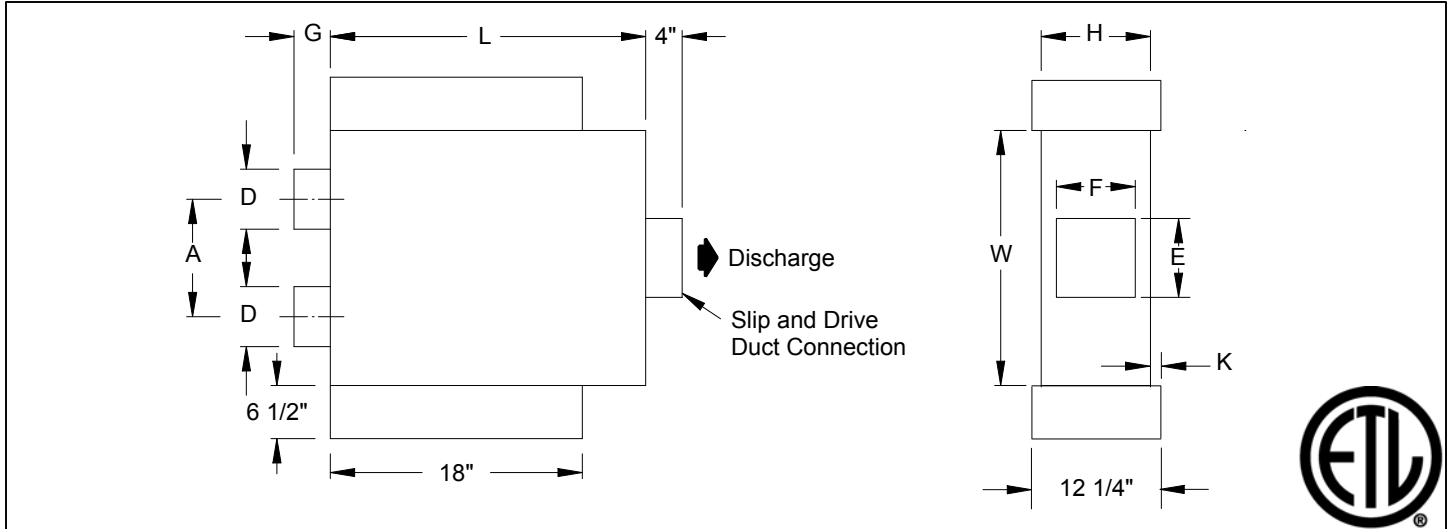 G
L
4"
H
D
A
D
W
F
E
Discharge
Slip and Drive
Duct Connection
K
6 1/2"
18"
12 1/4"
ETL
®